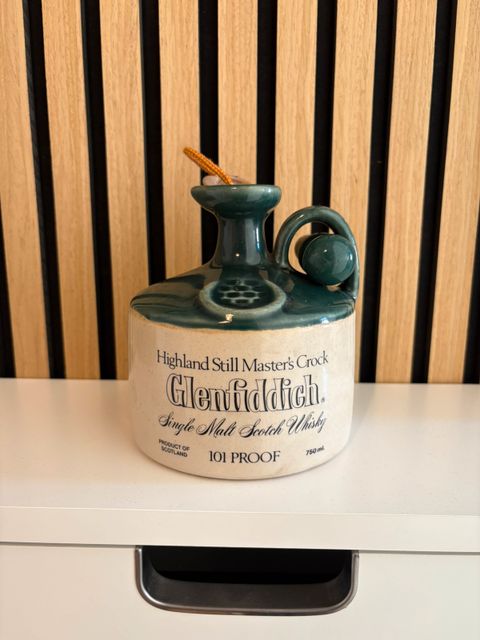 Highland Still Master's Crock
Glenfiddich®
Single Malt Scotch Whisky
PRODUCT OF
SCOTLAND
101 PROOF
750 ml.